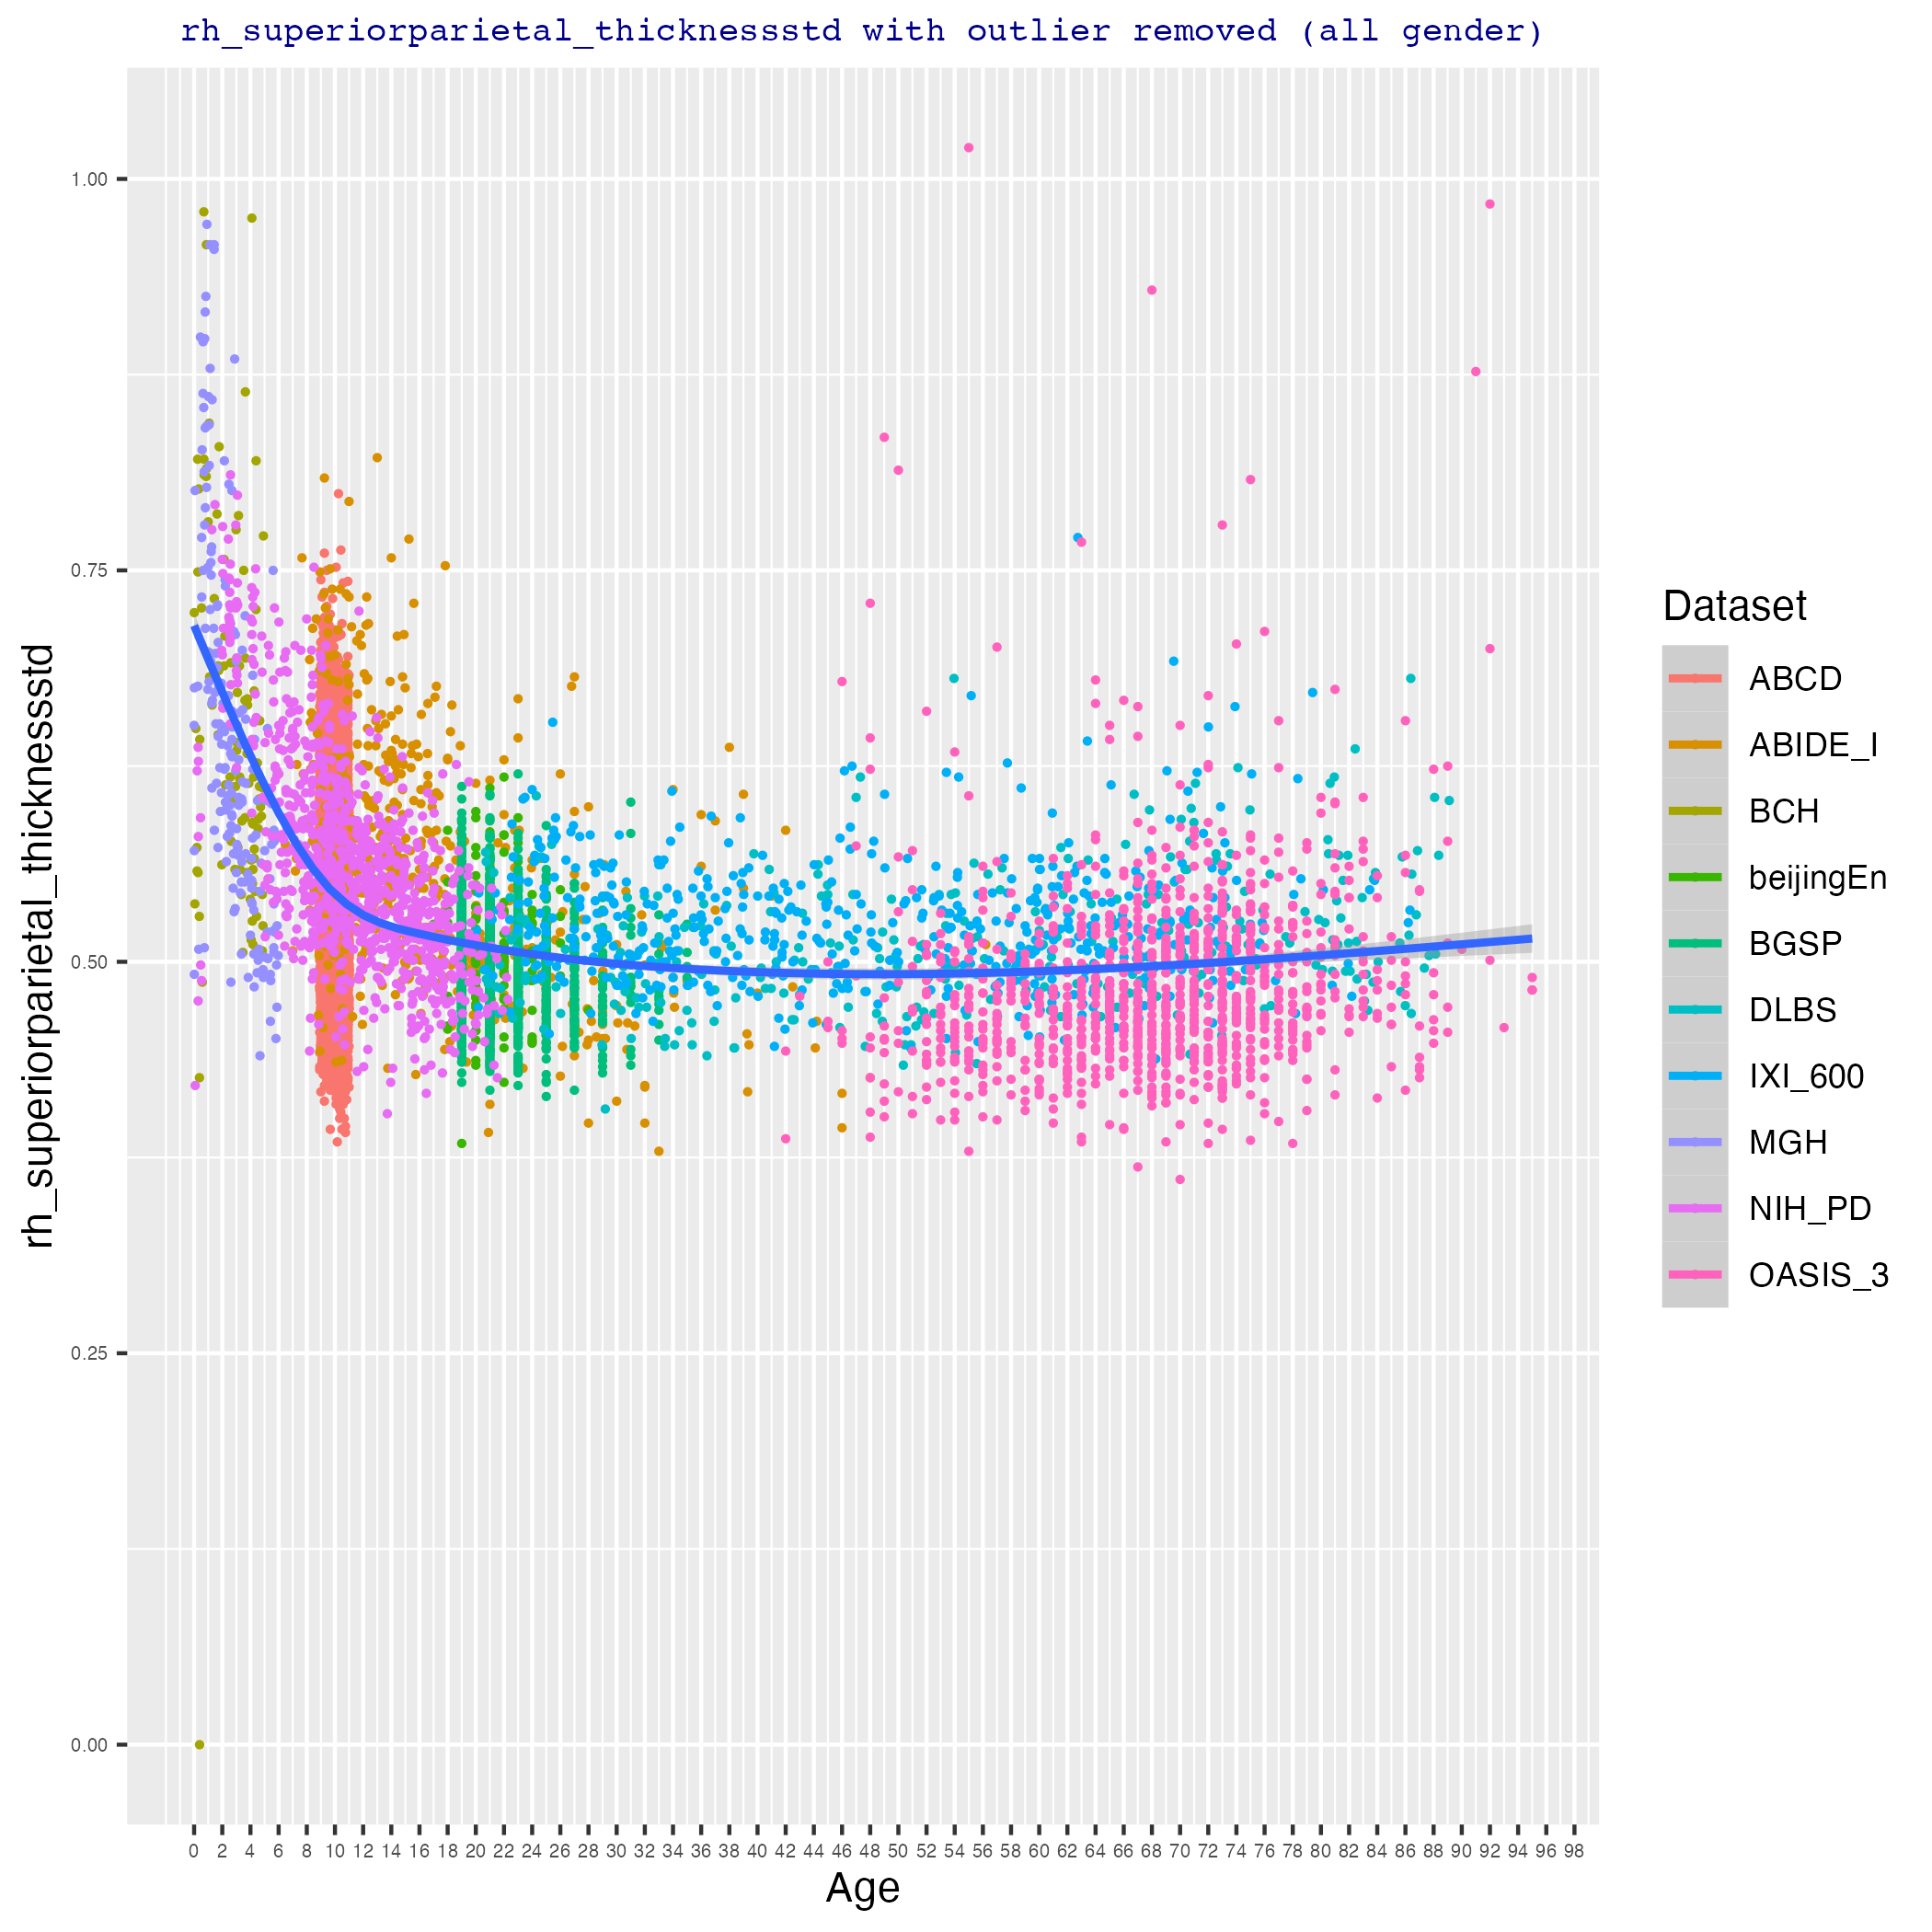 rh_superiorparietal_thicknessstd with outlier removed (all gender)
rh_superiorparietal_thicknessstd
1.00
0.75
0.50
0.25
0.00
0 2 4 6 8 10 12 14 16 18 20 22 24 26 28 30 32 34 36 38 40 42 44 46 48 50 52 54 56 58 60 62 64 66 68 70 72 74 76 78 80 82 84 86 88 90 92 94 96 98
Age
Dataset
ABCD
ABIDE_I
BCH
beijingEn
BGSP
DLBS
IXI_600
MGH
NIH_PD
OASIS_3